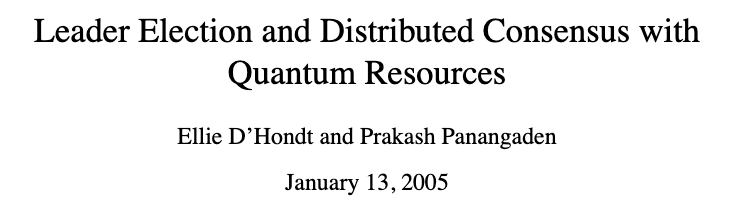 Leader Election and Distributed Consensus with
Quantum Resources
Ellie D’Hondt and Prakash Panangaden
January 13, 2005